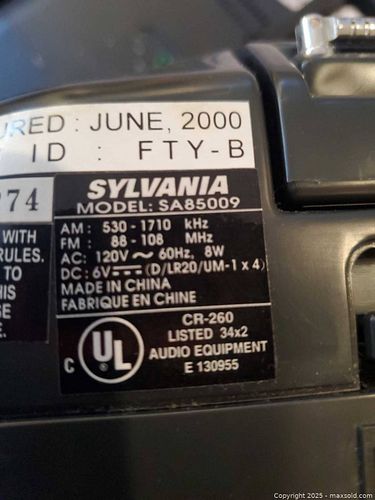 URED : JUNE, 2000
ID : FTY-B
274
WITH
RULES.
TO
THIS
SE
SYLVANIA
MODEL: SA85009
AM : 530 - 1710 kHz
FM : 88 - 108 MHz
AC: 120V ~ 60Hz, 8W
DC: 6V (D/LR20/UM-1 x 4)
MADE IN CHINA
FABRIQUE EN CHINE
C UL
CR-260
LISTED 34x2
AUDIO EQUIPMENT
E 130955
Copyright © 2025 - maxsold.com